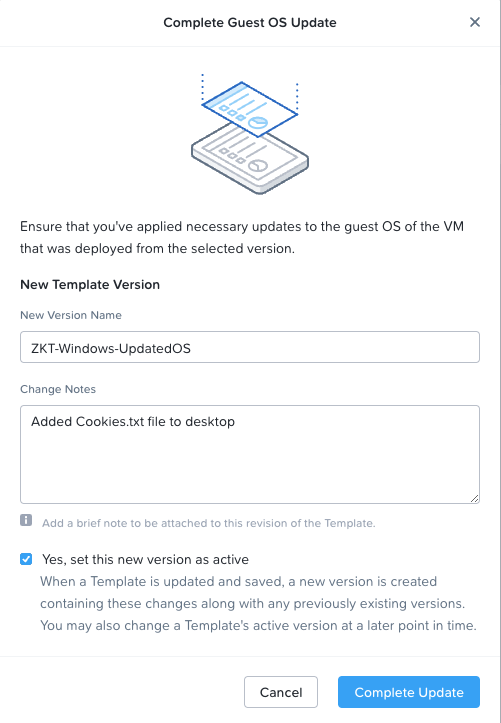 Complete Guest OS Update
Ensure that you've applied necessary updates to the guest OS of the VM
that was deployed from the selected version.
New Template Version
New Version Name
ZKT-Windows-UpdatedOS
Change Notes
Added Cookies.txt file to desktop
Add a brief note to be attached to this revision of the Template.
Yes, set this new version as active
When a Template is updated and saved, a new version is created
containing these changes along with any previously existing versions.
You may also change a Template's active version at a later point in time.
Cancel
Complete Update